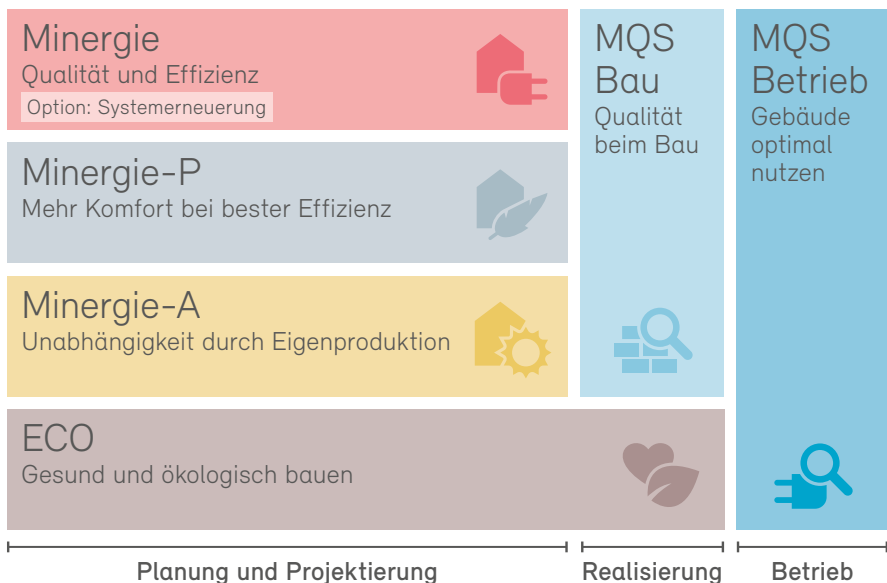 Minergie
Qualität und Effizienz
Option: Systemerneuerung
Minergie-P
Mehr Komfort bei bester Effizienz
Minergie-A
Unabhängigkeit durch Eigenproduktion
ECO
Gesund und ökologisch bauen
MQS
Bau
Qualität
beim Bau
MQS
Betrieb
Gebäude
optimal
nutzen
Planung und Projektierung
Realisierung
Betrieb